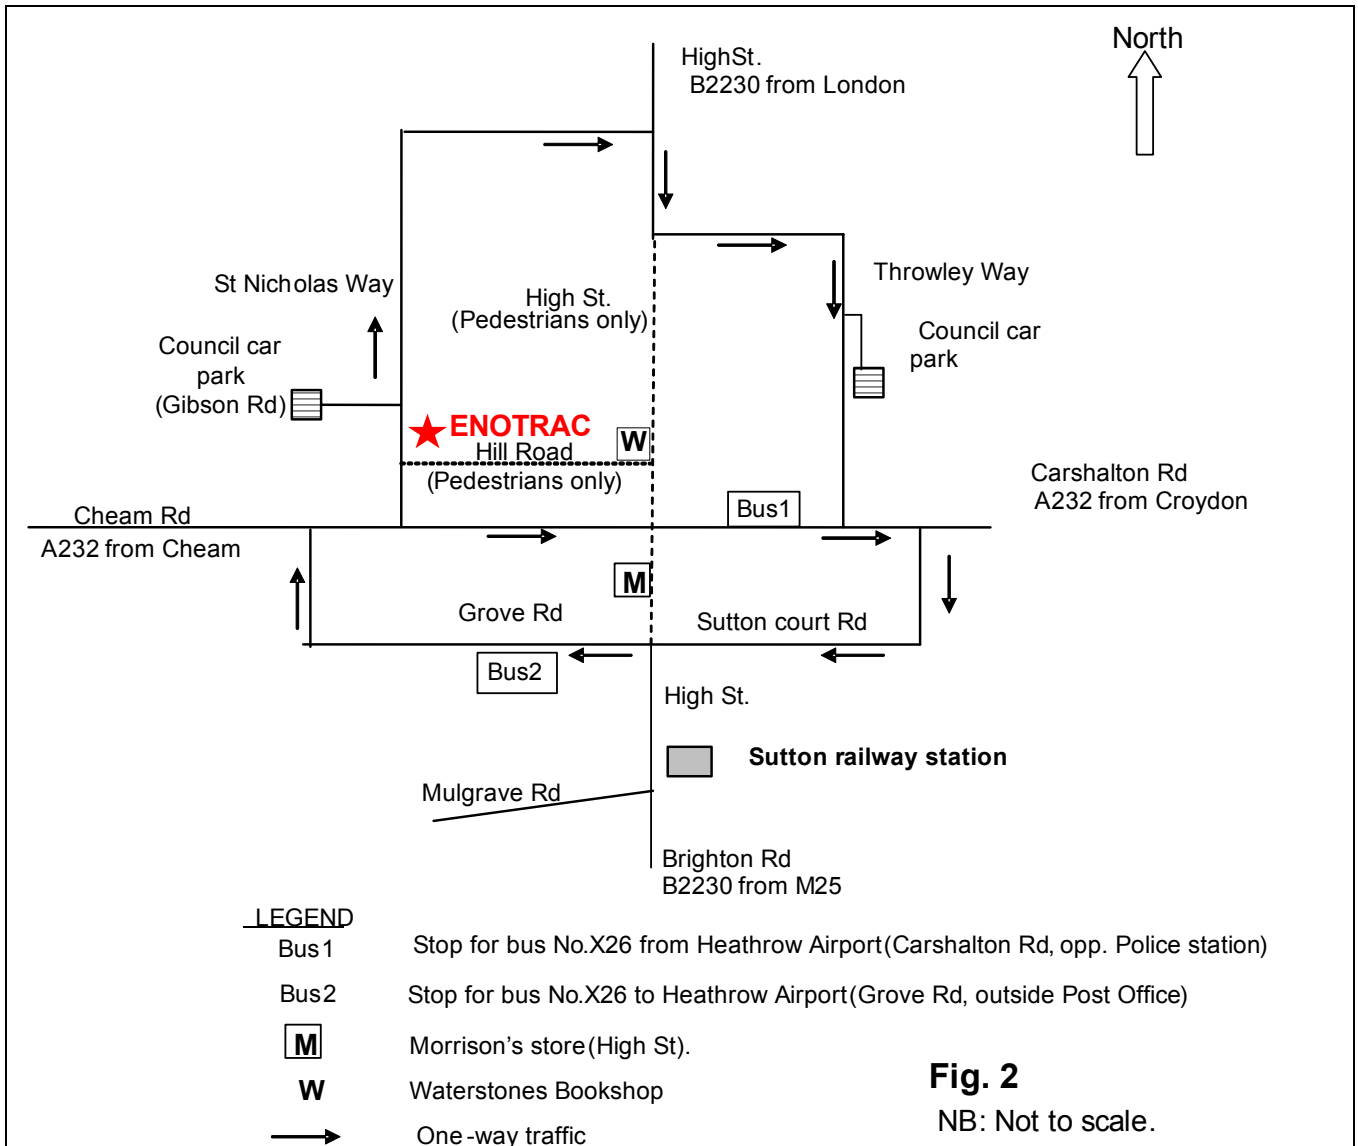 North
HighSt.
B2230 from London
St Nicholas Way
High St.
(Pedestrians only)
Throwley Way
Council car
park
(Gibson Rd)
Council car
park
ENOTRAC
W
Hill Road
(Pedestrians only)
Carshalton Rd
A232 from Croydon
Bus1
Cheam Rd
A232 from Cheam
M
Grove Rd
Sutton court Rd
Bus2
High St.
Sutton railway station
Mulgrave Rd
Brighton Rd
B2230 from M25
LEGEND
Bus1 Stop for bus No.X26 from Heathrow Airport(Carshalton Rd, opp. Police station)
Bus2 Stop for bus No.X26 to Heathrow Airport(Grove Rd, outside Post Office)
M Morrison's store(High St).
W Waterstones Bookshop
One-way traffic
Fig. 2
NB: Not to scale.